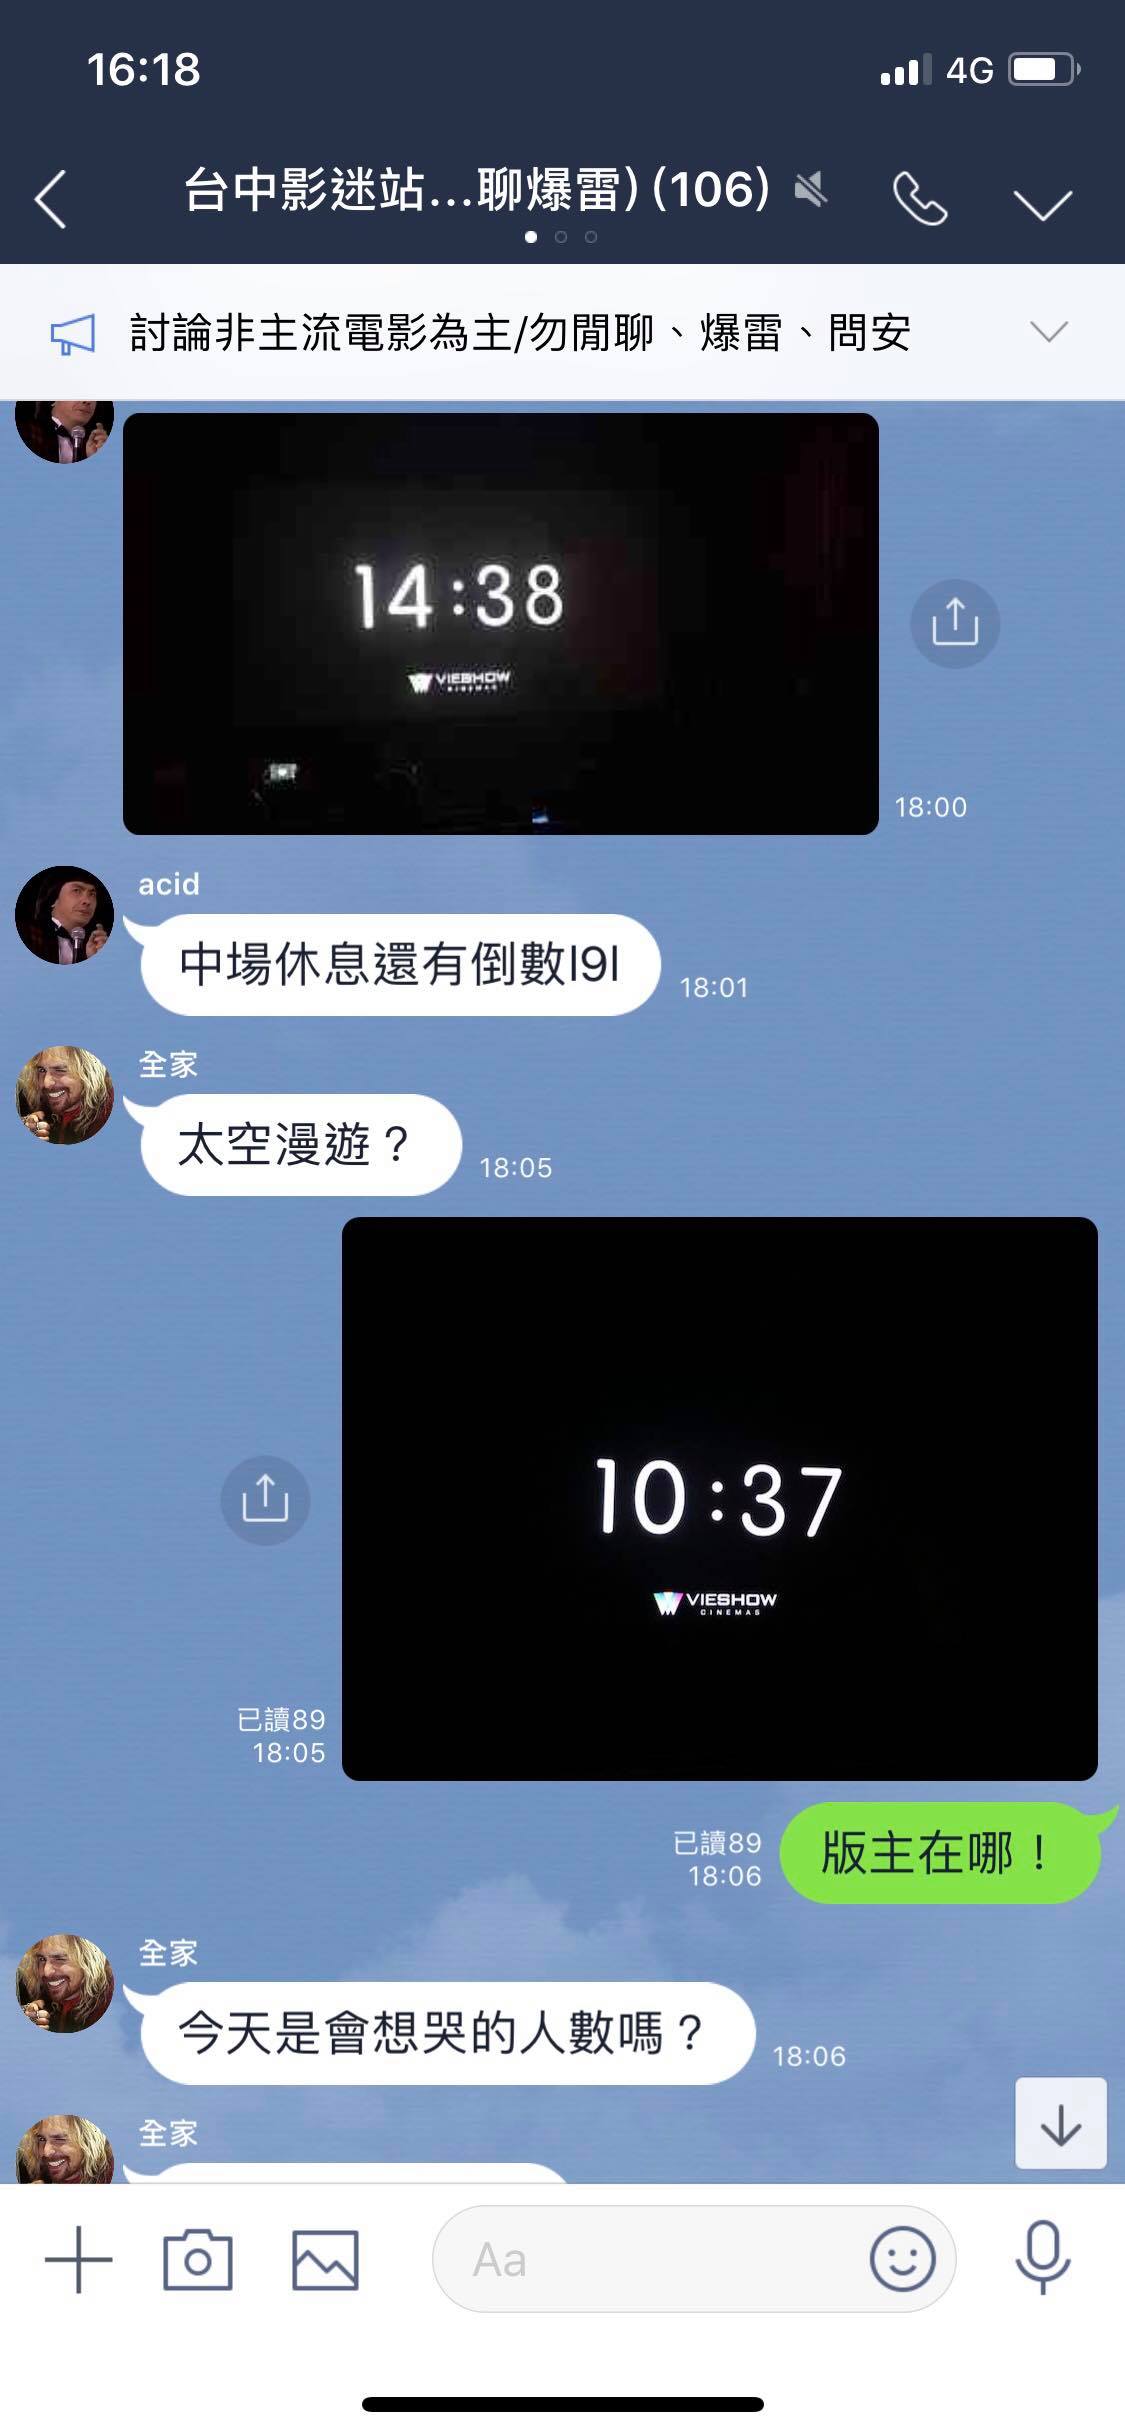 16:18
4G
台中影迷站...聊爆雷) (106)
討論非主流電影為主/勿閒聊、爆雷、問安
14:38
VIESHOW
CINEMAS
18:00
acid
中場休息還有倒數l9l
18:01
全家
太空漫遊？
18:05
10:37
VIESHOW
CINEMAS
已讀89
18:05
版主在哪！
已讀89
18:06
全家
今天是會想哭的人數嗎？
18:06
全家
Aa